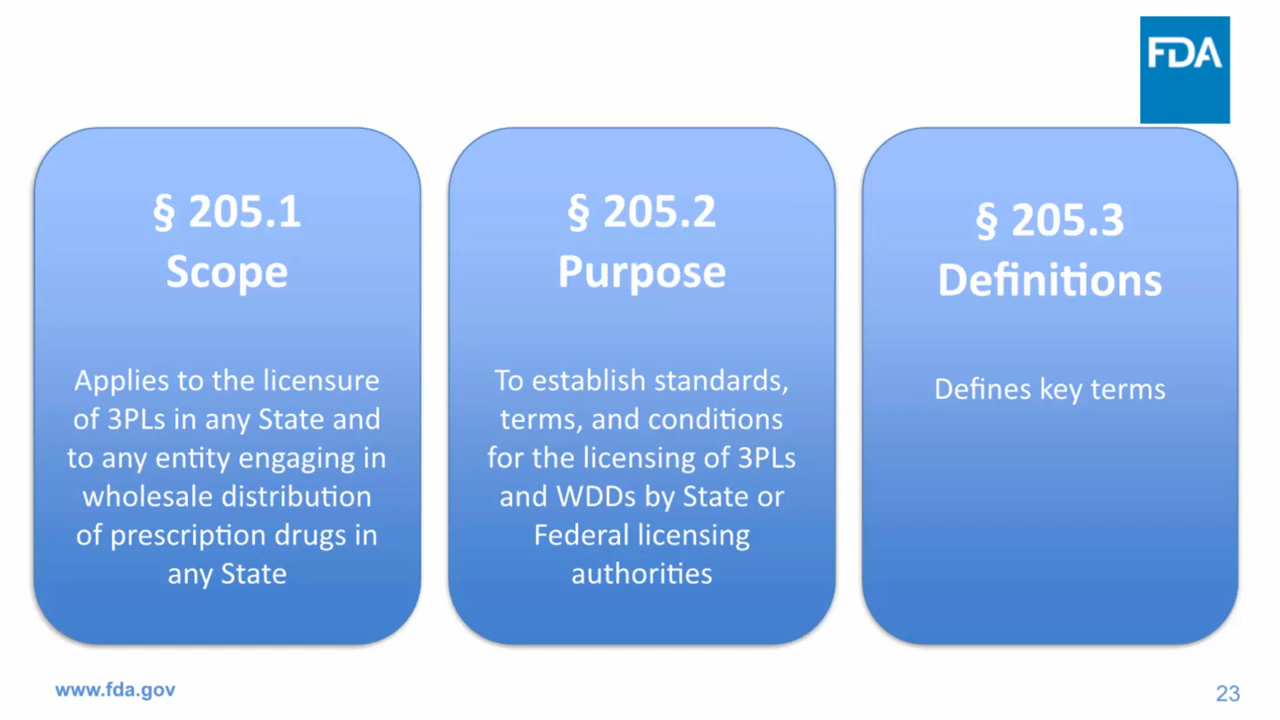 FDA
§ 205.1
Scope
Applies to the licensure
of 3PLs in any State and
to any entity engaging in
wholesale distribution
of prescription drugs in
any State
§ 205.2
Purpose
To establish standards,
terms, and conditions
for the licensing of 3PLs
and WDDs by State or
Federal licensing
authorities
§ 205.3
Definitions
Defines key terms
www.fda.gov
23